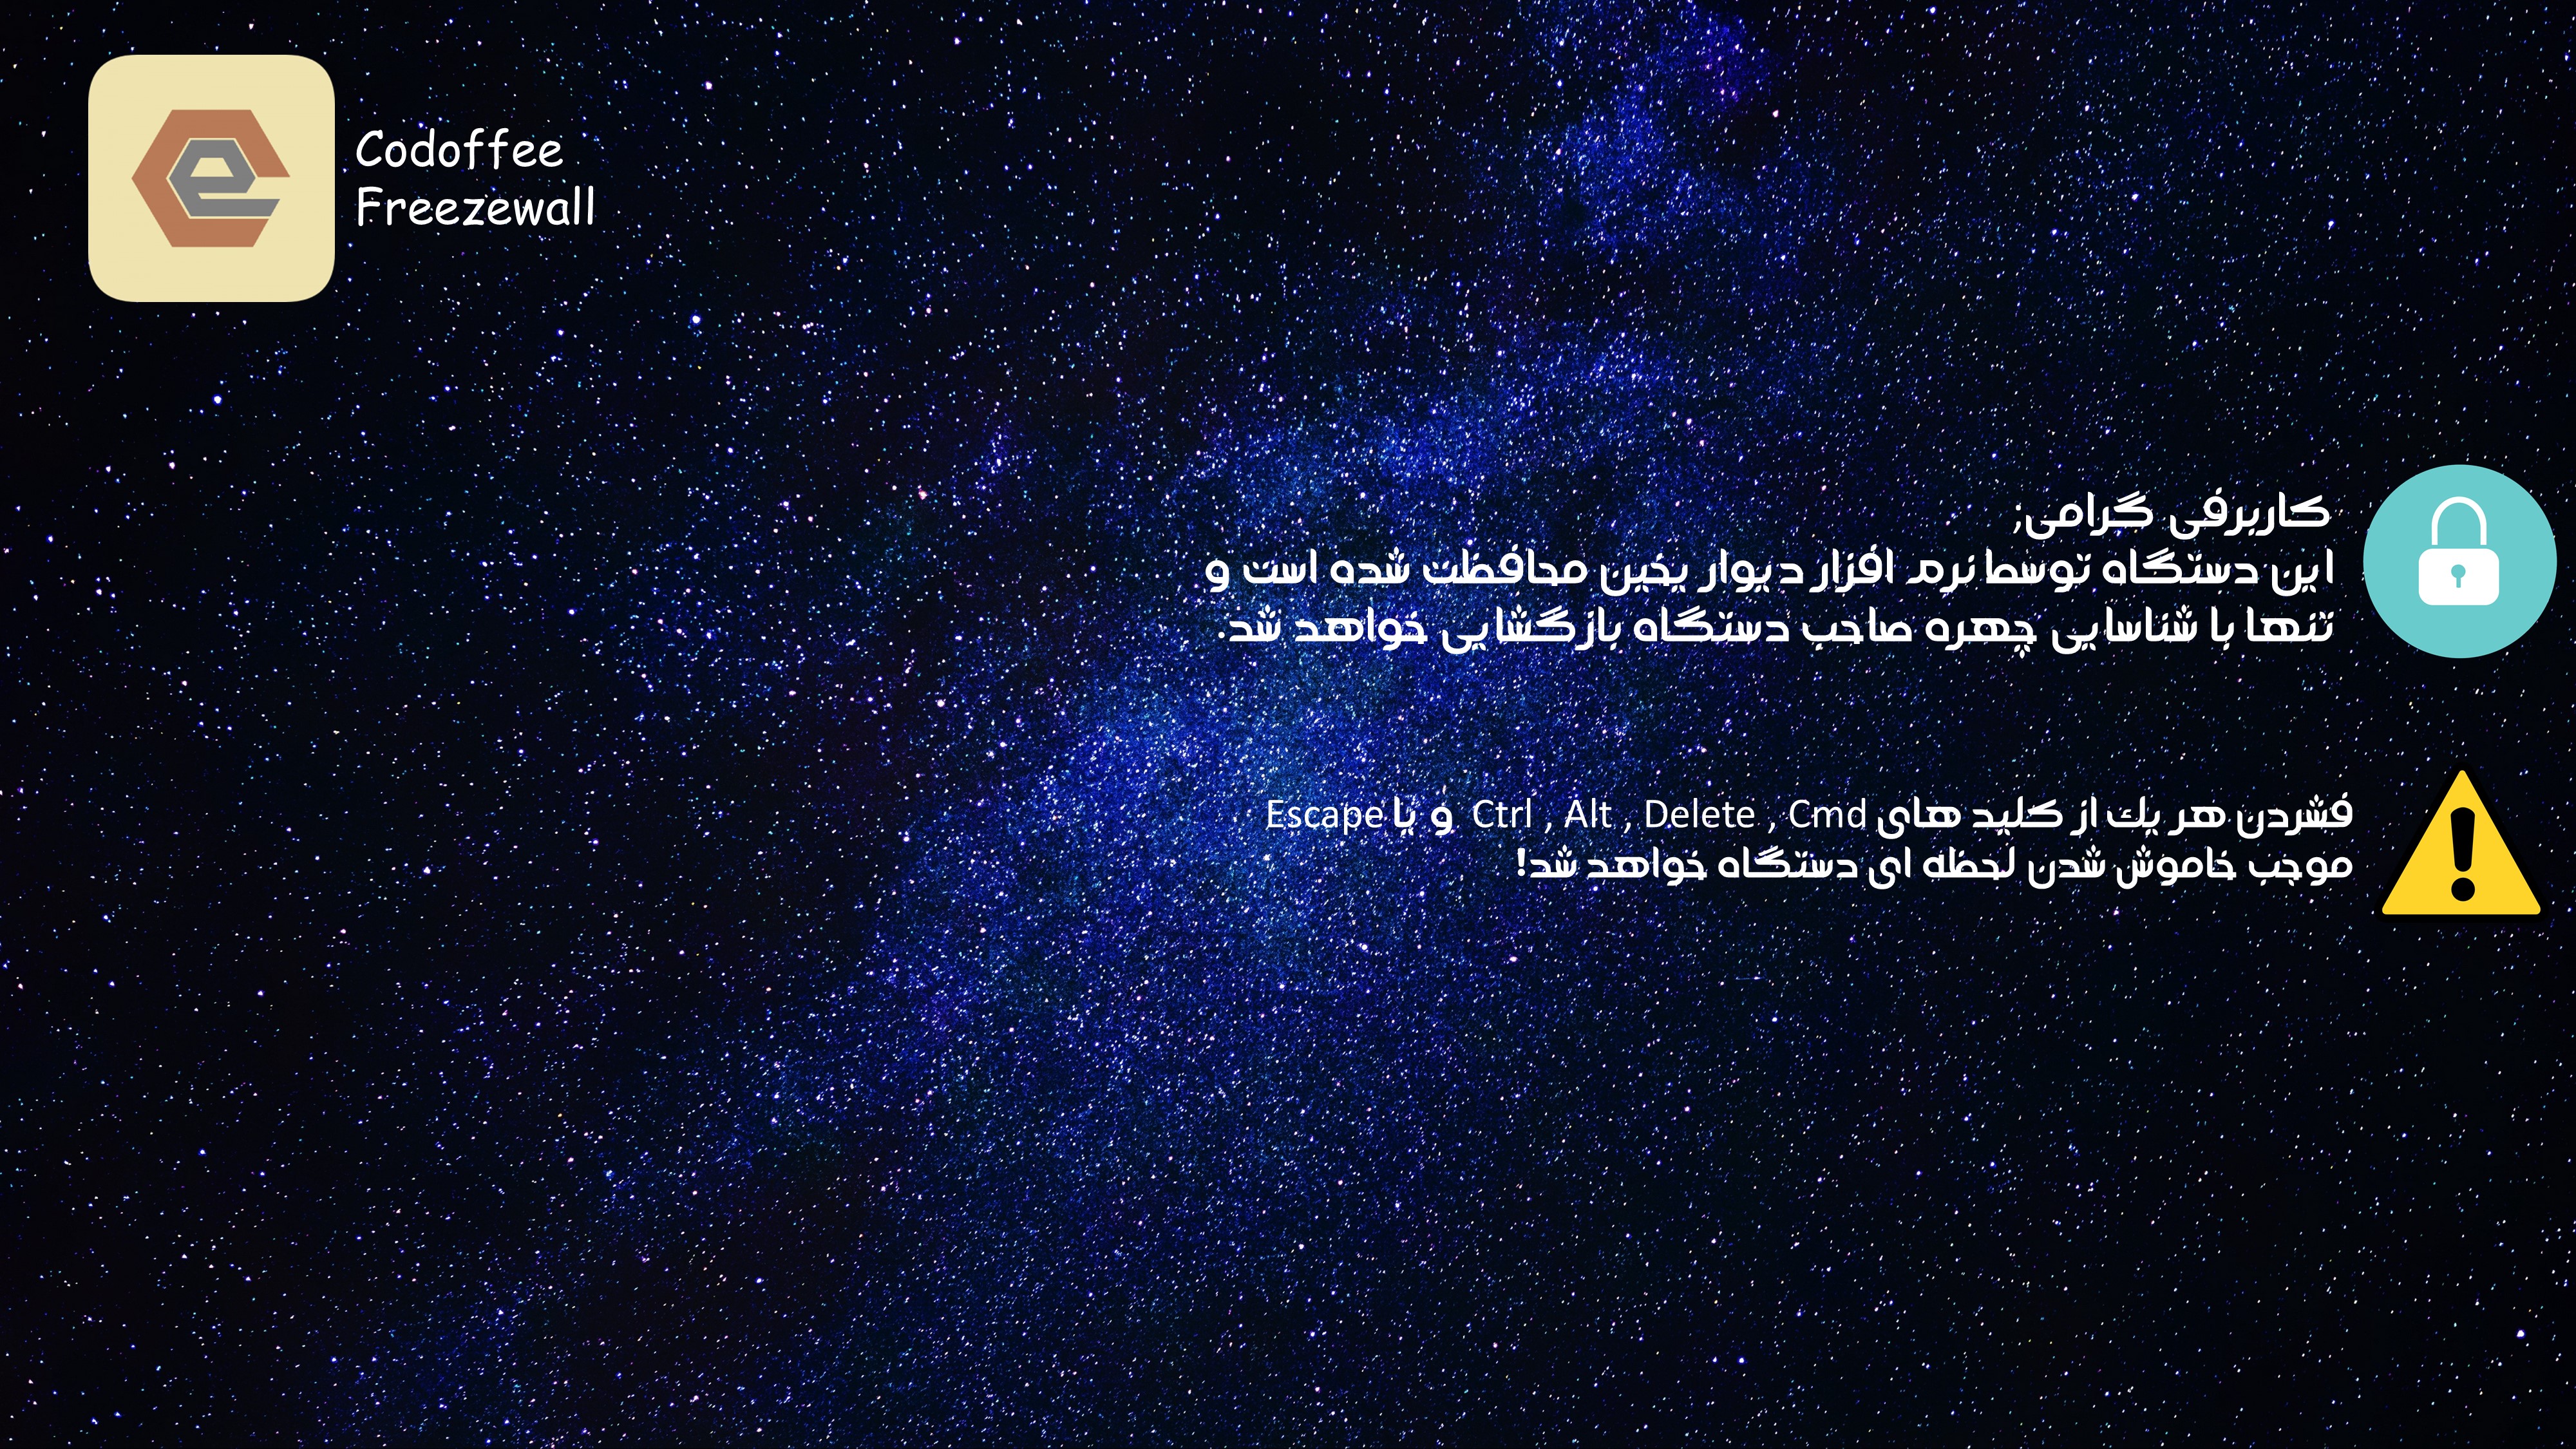 Codoffee
Freezewall
کاربرفی گرامی;
این دستگاه توسط نرم افزار دیوار یخین محافظت شده است و
تنها با شناسایی چهره صاحب دستگاه بازگشایی خواهد شد.
فشردن هر یک از کلید های Ctrl , Alt , Delete , Cmd و یا Escape
موجب خاموش شدن لحظه ای دستگاه خواهد شد!